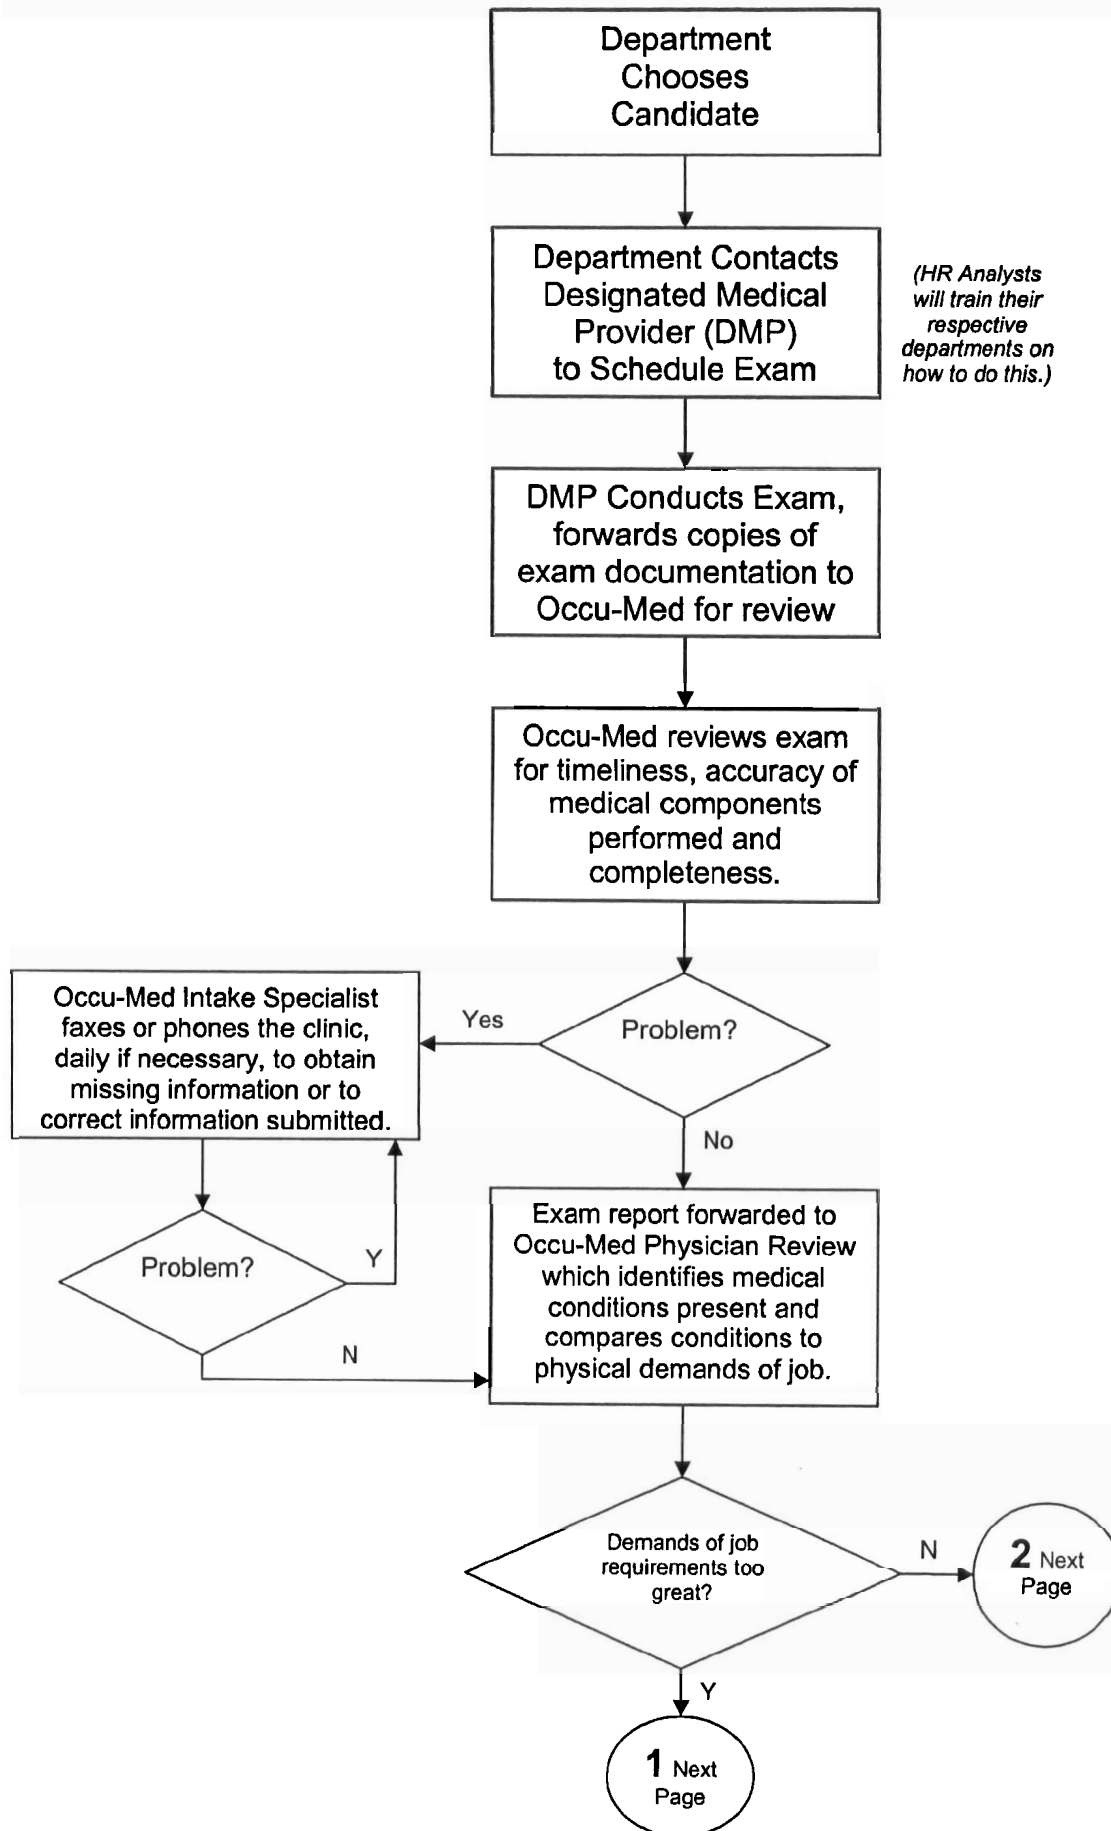 Department
Chooses
Candidate
Department Contacts
Designated Medical
Provider (DMP)
to Schedule Exam
(HR Analysts
will train their
respective
departments on
how to do this.)
DMP Conducts Exam,
forwards copies of
exam documentation to
Occu-Med for review
Occu-Med reviews exam
for timeliness, accuracy of
medical components
performed and
completeness.
Problem?
Yes
No
Occu-Med Intake Specialist
faxes or phones the clinic,
daily if necessary, to obtain
missing information or to
correct information submitted.
Problem?
Y
N
Exam report forwarded to
Occu-Med Physician Review
which identifies medical
conditions present and
compares conditions to
physical demands of job.
Demands of job
requirements too
great?
N
2 Next
Page
Y
1 Next
Page